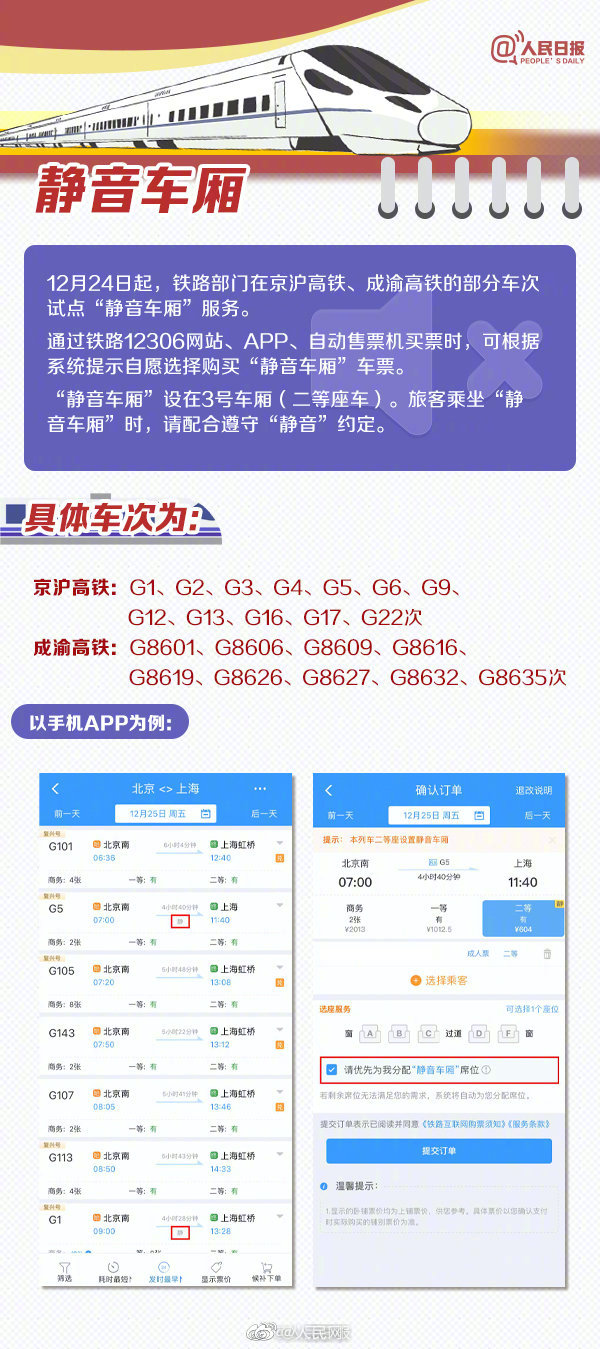 @人民日报
PEOPLE'S DAILY
静音车厢
12月24日起，铁路部门在京沪高铁、成渝高铁的部分车次
试点“静音车厢”服务。
通过铁路12306网站、APP、自动售票机买票时，可根据
系统提示自愿选择购买“静音车厢”车票。
“静音车厢”设在3号车厢（二等座车）。旅客乘坐“静
音车厢”时，请配合遵守“静音”约定。
具体车次为：
京沪高铁：G1、G2、G3、G4、G5、G6、G9、
G12、G13、G16、G17、G22次
成渝高铁：G8601、G8606、G8609、G8616、
G8619、G8626、G8627、G8632、G8635次
以手机APP为例：
北京 <> 上海
前一天 12月25日 周五 后一天
复兴号
G101 北京南 6小时4分钟 上海虹桥
06:36 12:40
商务：4张 一等：有 二等：有
复兴号
G5 北京南 4小时40分钟 上海
07:00 静 11:40
商务：2张 一等：有 二等：有
复兴号
G105 北京南 5小时48分钟 上海虹桥
07:20 13:08
商务：8张 一等：有 二等：有
G143 北京南 5小时22分钟 上海虹桥
07:50 13:12
商务：2张 一等：有 二等：有
G107 北京南 5小时41分钟 上海虹桥
08:05 13:46
商务：2张 一等：有 二等：有
复兴号
G113 北京南 5小时43分钟 上海虹桥
08:50 14:33
商务：4张 一等：有 二等：有
复兴号
G1 北京南 4小时28分钟 上海虹桥
09:00 静 13:28
筛选 耗时最短 发时最早 显示票价 候补下单
确认订单 退改说明
前一天 12月25日 周五 后一天
提示：本列车二等座设置静音车厢
北京南 G5 上海
07:00 4小时40分钟 11:40
静
商务 一等 二等
2张 有 有
¥2013 ¥1012.5 ¥604
成人票 二等
选择乘客
选座服务 可选择1个座位
窗 A B C 过道 D F 窗
请优先为我分配“静音车厢”席位
若剩余席位无法满足您的需求，系统将自动为您分配席位。
提交订单表示已阅读并同意《铁路互联网购票须知》《服务条款》
提交订单
温馨提示：
1.显示的卧铺票价均为上铺票价，供您参考。具体票价以您确认支付
时实际购买的铺别票价为准。
@人民网